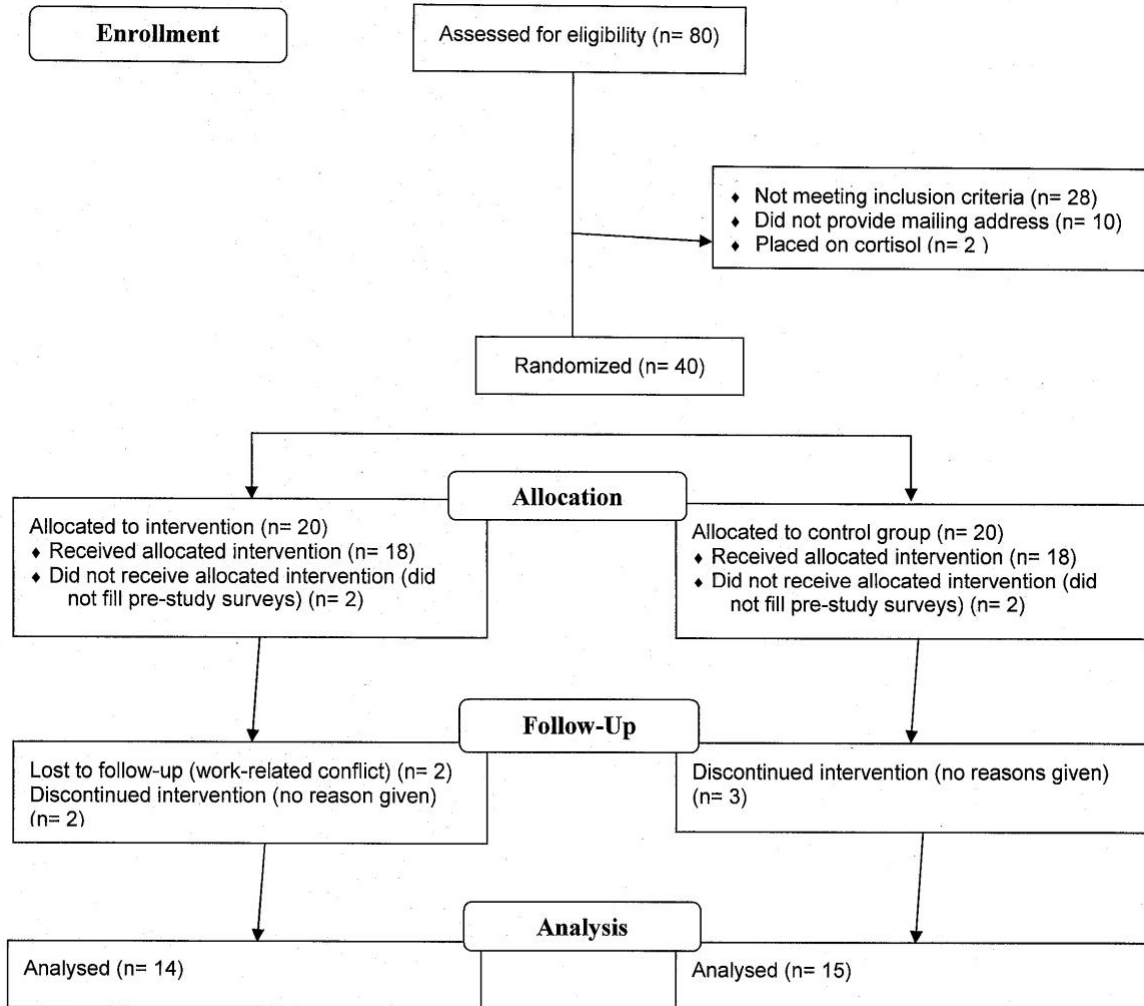 Enrollment
Assessed for eligibility (n= 80)
♦ Not meeting inclusion criteria (n= 28)
♦ Did not provide mailing address (n= 10)
♦ Placed on cortisol (n= 2 )
Randomized (n= 40)
Allocation
Allocated to intervention (n= 20)
♦ Received allocated intervention (n= 18)
♦ Did not receive allocated intervention (did
not fill pre-study surveys) (n= 2)
Allocated to control group (n= 20)
♦ Received allocated intervention (n= 18)
♦ Did not receive allocated intervention (did
not fill pre-study surveys) (n= 2)
Follow-Up
Lost to follow-up (work-related conflict) (n= 2)
Discontinued intervention (no reason given)
(n= 2)
Discontinued intervention (no reasons given)
(n= 3)
Analysis
Analysed (n= 14)
Analysed (n= 15)